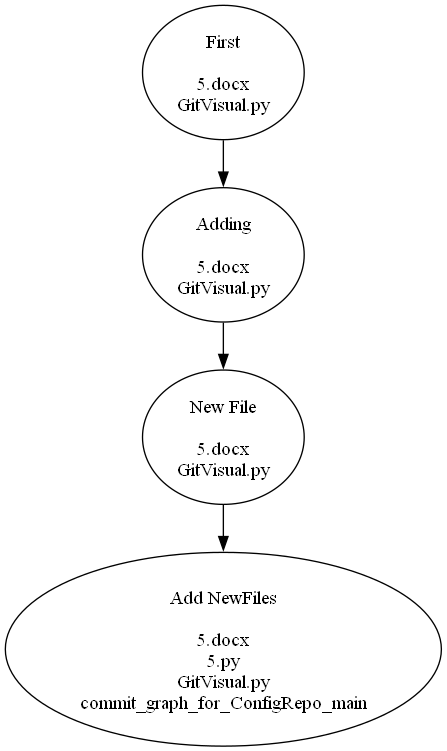 First
5.docx
GitVisual.py
Adding
5.docx
GitVisual.py
New File
5.docx
GitVisual.py
Add NewFiles
5.docx
5.py
GitVisual.py
commit_graph_for_ConfigRepo_main